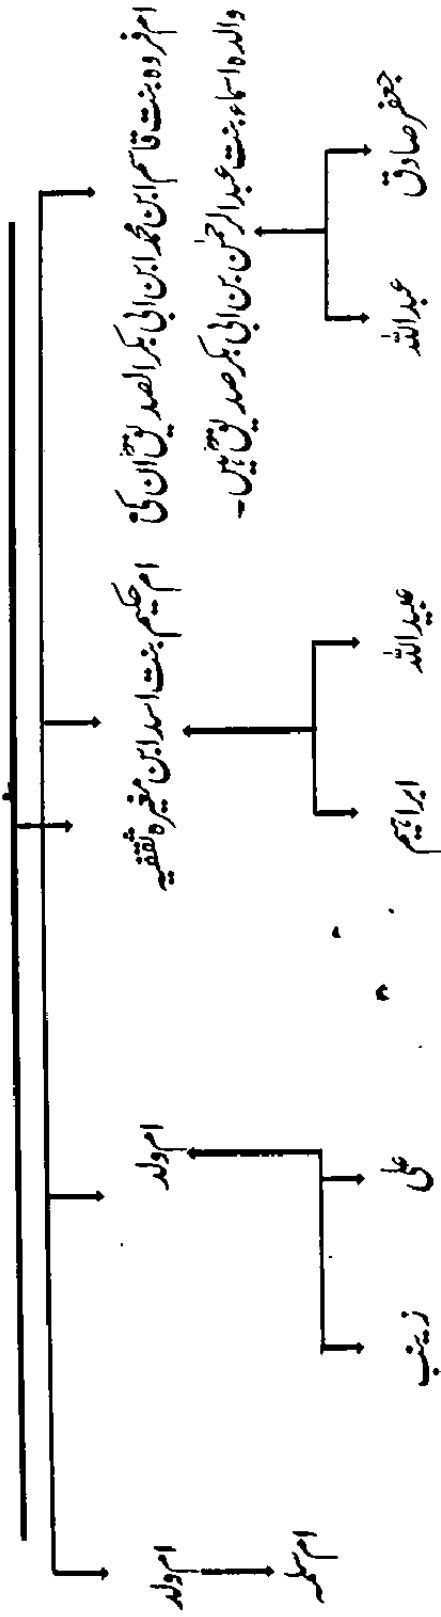 ام فروہ بنت قاسم ابن محمد ابن ابی بکر الصدیقؓ ان کی
والدہ اسماء بنت عبدالرحمٰن بن ابی بکر صدیقؓ ہیں۔
جعفر صادق
عبداللہ
ام حکیم بنت اسد ابن مغیرہ ثقفیہ
عبیداللہ
ابراہیم
ام ولد
علی
زینب
ام ولد
ام سلمہ